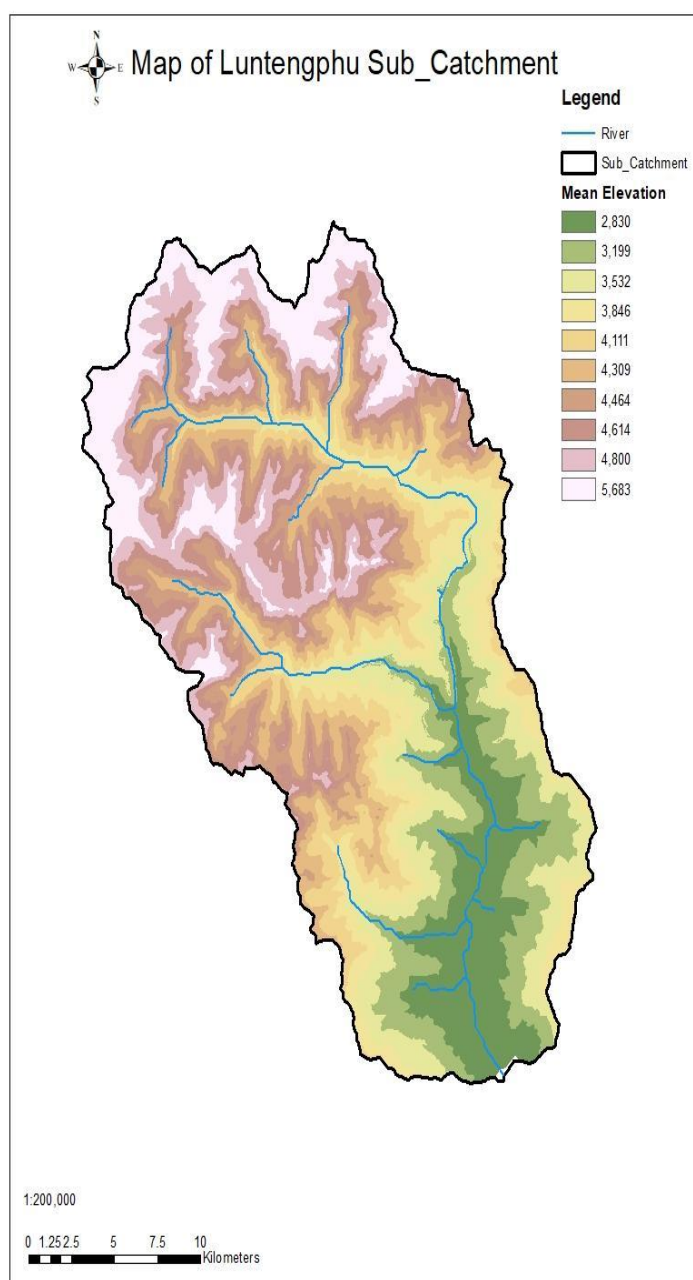 N
W E
S
Map of Luntengphu Sub_Catchment
Legend
River
Sub_Catchment
Mean Elevation
2,830
3,199
3,532
3,846
4,111
4,309
4,464
4,614
4,800
5,683
1:200,000
0 1.25 2.5 5 7.5 10
Kilometers